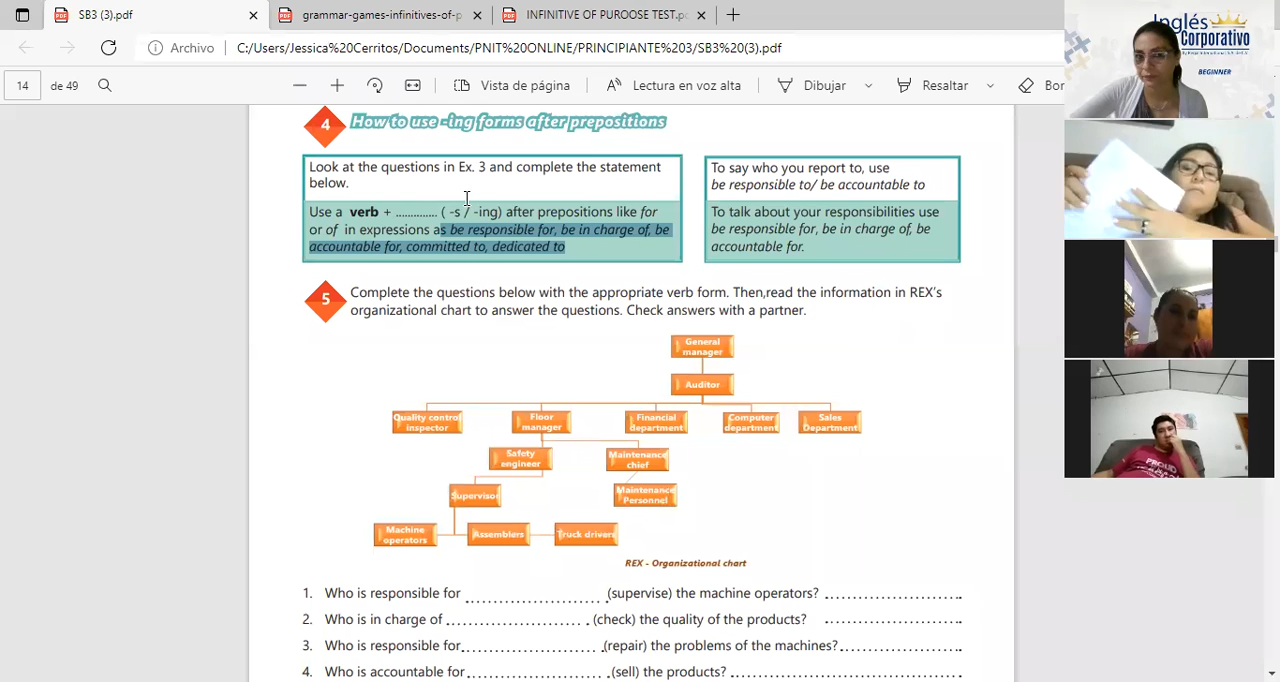 SB3 (3).pdf
grammar-games-infinitives-of-p
INFINITIVE OF PUROOSE TEST.pd
Archivo
C:/Users/Jessica%20Cerritos/Documents/PNIT%20ONLINE/PRINCIPIANTE%203/SB3%20(3).pdf
14 de 49
Vista de página
Lectura en voz alta
Dibujar
Resaltar
Bor
Inglés
Corporativo
BEGINNER
4
How to use -ing forms after prepositions
Look at the questions in Ex. 3 and complete the statement
below.
Use a verb + .............. ( -s / -ing) after prepositions like for
or of in expressions as be responsible for, be in charge of, be
accountable for, committed to, dedicated to
To say who you report to, use
be responsible to/ be accountable to
To talk about your responsibilities use
be responsible for, be in charge of, be
accountable for.
5
Complete the questions below with the appropriate verb form. Then,read the information in REX's
organizational chart to answer the questions. Check answers with a partner.
General
manager
Auditor
Quality control
inspector
Floor
manager
Financial
department
Computer
department
Sales
Department
Safety
engineer
Maintenance
chief
Supervisor
Maintenance
Personnel
Machine
operators
Assemblers
Truck drivers
REX - Organizational chart
1. Who is responsible for ........................ (supervise) the machine operators? ........................
2. Who is in charge of ........................ (check) the quality of the products? ........................
3. Who is responsible for........................ (repair) the problems of the machines?........................
4. Who is accountable for........................ (sell) the products? ........................
PROUD